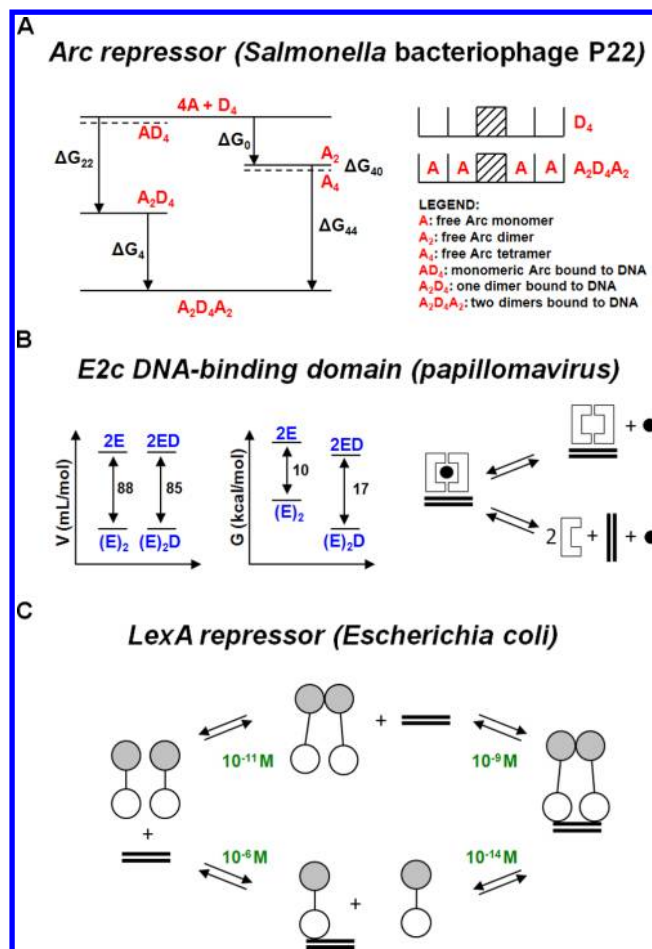 A
Arc repressor (Salmonella bacteriophage P22)
4A + D₄
AD₄
ΔG₀
A₂
ΔG₄₀
A₄
ΔG₂₂
A₂D₄
ΔG₄
ΔG₄₄
A₂D₄A₂
D₄
A A A A A₂D₄A₂
LEGEND:
A: free Arc monomer
A₂: free Arc dimer
A₄: free Arc tetramer
AD₄: monomeric Arc bound to DNA
A₂D₄: one dimer bound to DNA
A₂D₄A₂: two dimers bound to DNA
B
E2c DNA-binding domain (papillomavirus)
V (mL/mol)
2E 2ED
88 85
(E)₂ (E)₂D
G (kcal/mol)
2E 2ED
10 17
(E)₂ (E)₂D
+
2 + +
C
LexA repressor (Escherichia coli)
+
10⁻¹¹ M 10⁻⁹ M
+
10⁻⁶ M 10⁻¹⁴ M
+